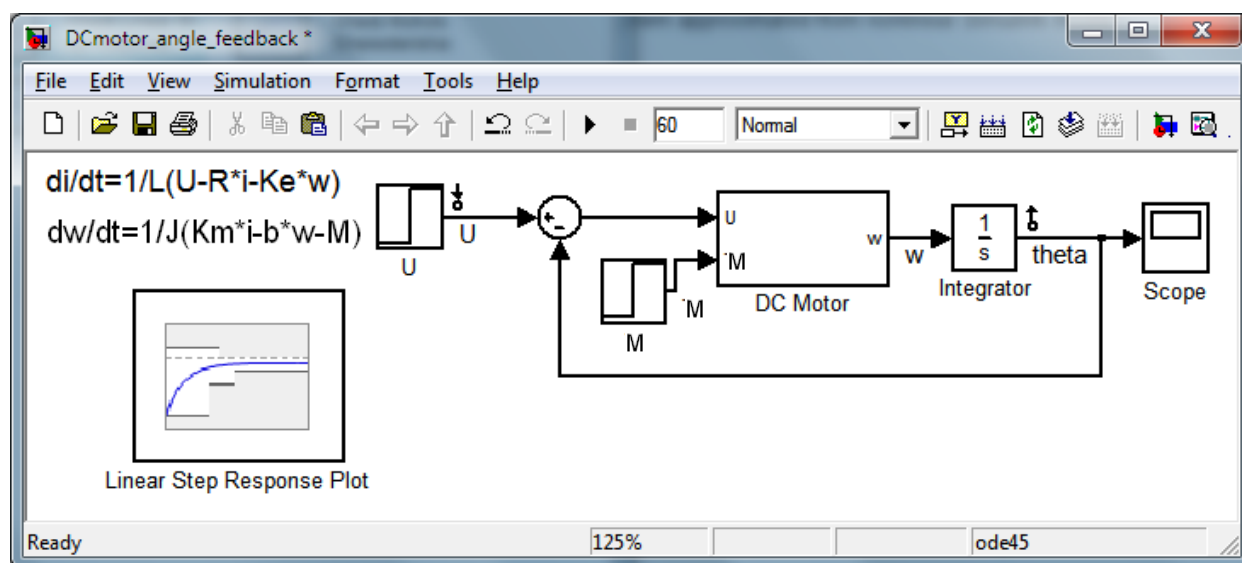 DCmotor_angle_feedback *
File Edit View Simulation Format Tools Help
60 Normal
di/dt=1/L(U-R*i-Ke*w)
dw/dt=1/J(Km*i-b*w-M)
U
U
M
M
U
M
w
DC Motor
w
1
s
Integrator
theta
Scope
Linear Step Response Plot
Ready 125% ode45